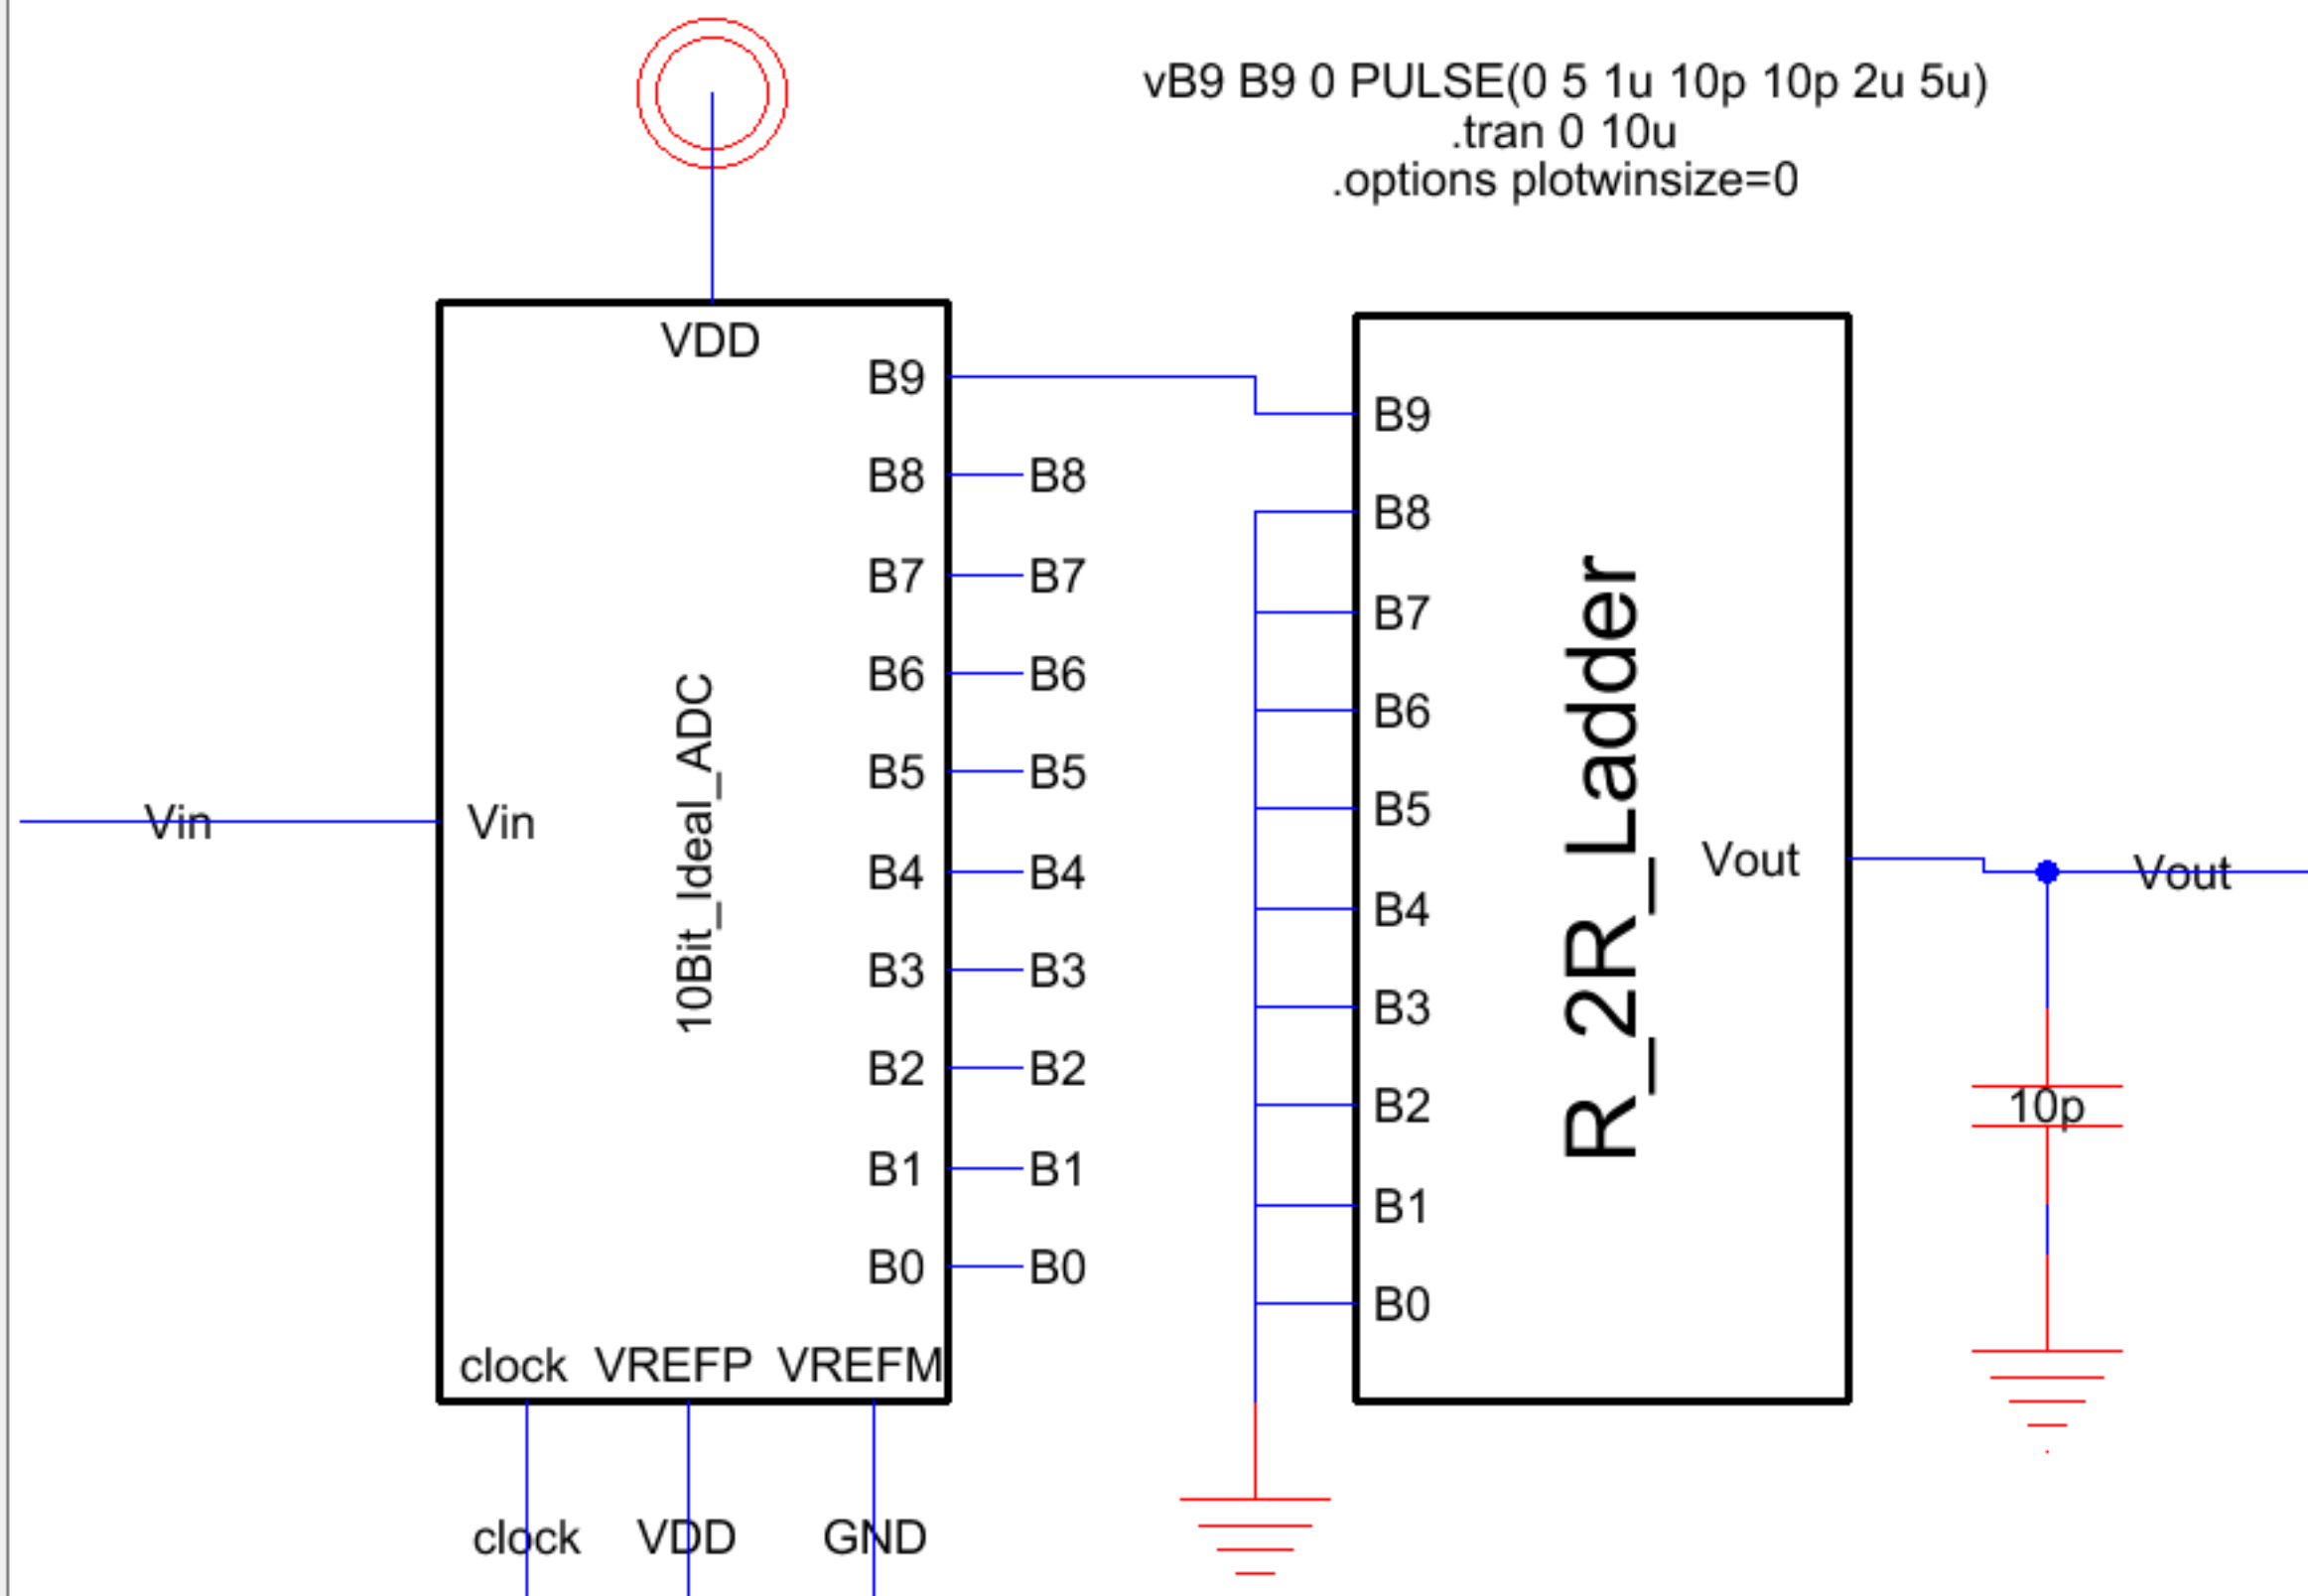 vB9 B9 0 PULSE(0 5 1u 10p 10p 2u 5u)
.tran 0 10u
.options plotwinsize=0
VDD
B9
B9
B8
B8
B8
B7
B7
B7
B6
B6
B6
B5
B5
B5
Vin
Vin
10Bit_Ideal_ADC
R_2R_Ladder
Vout
Vout
B4
B4
B4
B3
B3
B3
B2
B2
B2
10p
B1
B1
B1
B0
B0
B0
clock VREFP VREFM
clock VDD GND